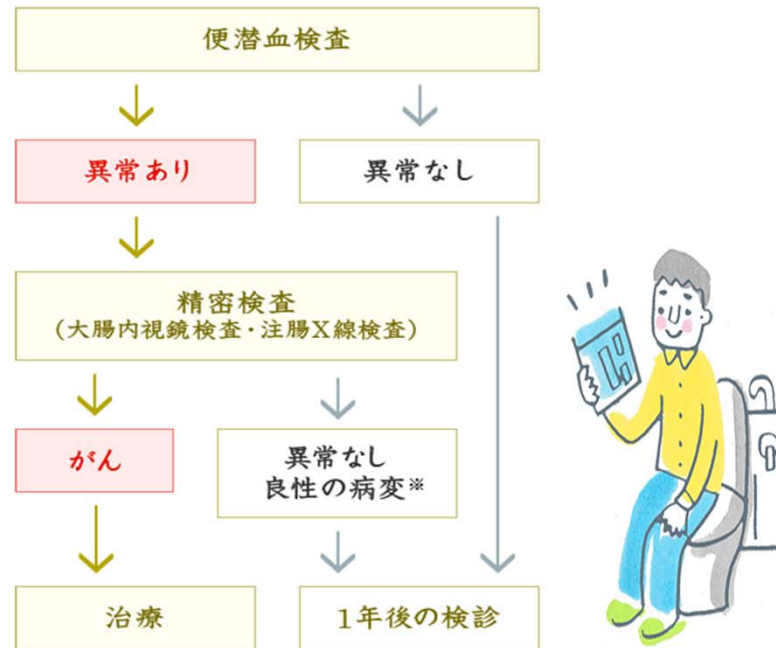 便潜血検査
異常あり
異常なし
精密検査
(大腸内視鏡検査・注腸X線検査)
がん
異常なし
良性の病変※
治療
1年後の検診